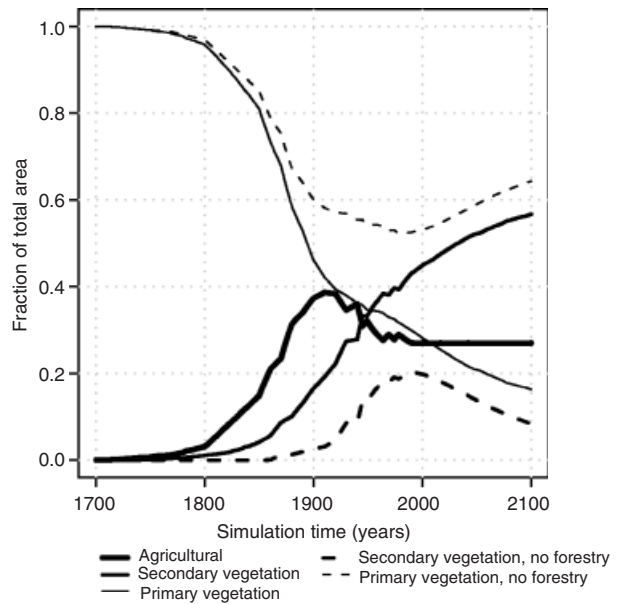 Fraction of total area
1.0
0.8
0.6
0.4
0.2
0.0
1700 1800 1900 2000 2100
Simulation time (years)
Agricultural
Secondary vegetation
Primary vegetation
Secondary vegetation, no forestry
Primary vegetation, no forestry